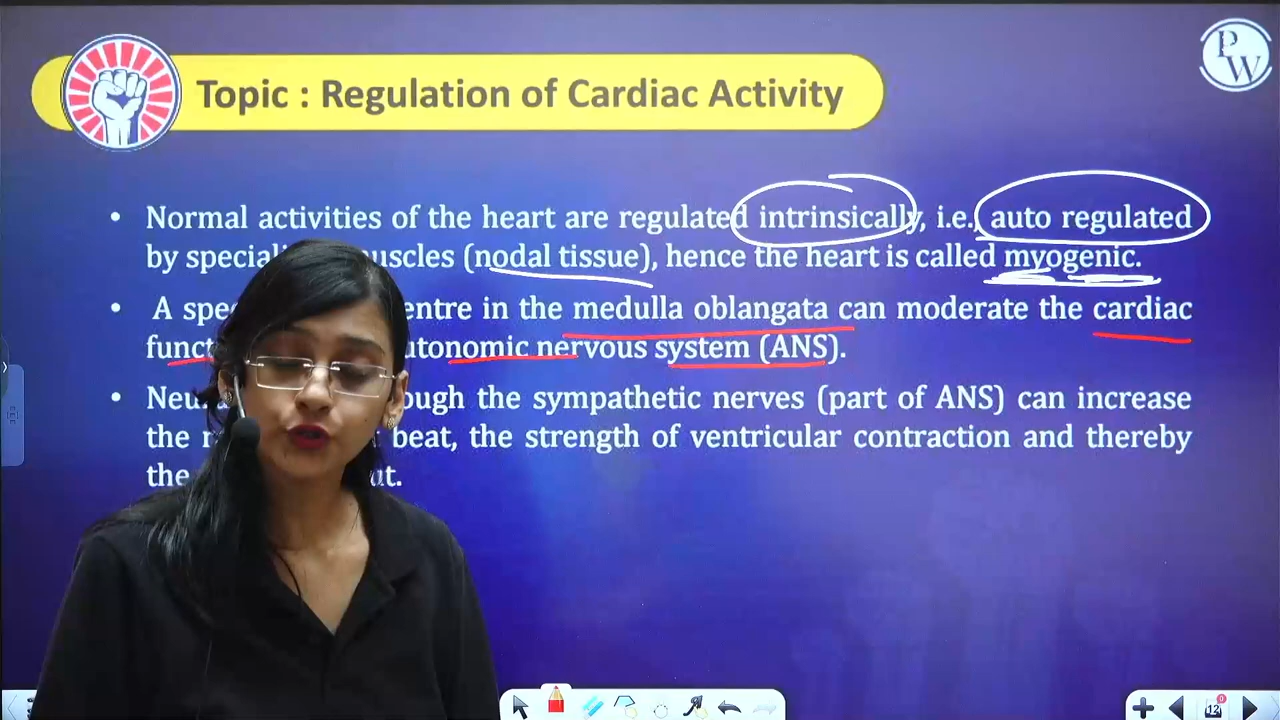 PW
Topic : Regulation of Cardiac Activity
• Normal activities of the heart are regulated intrinsically, i.e., auto regulated
by speciali uscles (nodal tissue), hence the heart is called myogenic.
• A spe entre in the medulla oblangata can moderate the cardiac
funct utonomic nervous system (ANS).
• Neu ough the sympathetic nerves (part of ANS) can increase
the beat, the strength of ventricular contraction and thereby
the ut.
12